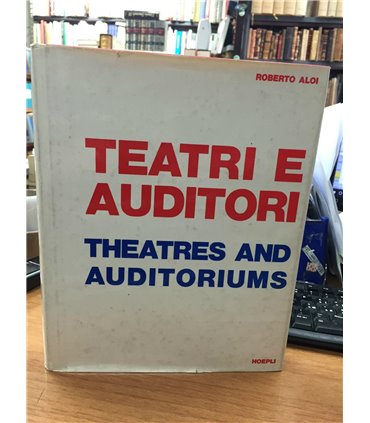 ROBERTO ALOI
TEATRI E
AUDITORI
THEATRES AND
AUDITORIUMS
HOEPLI